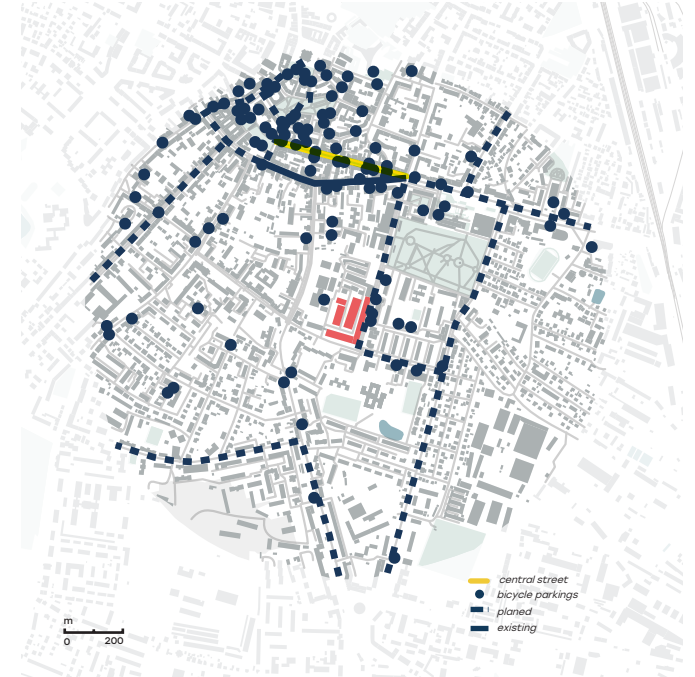 central street
bicycle parkings
planed
existing
m
0 200